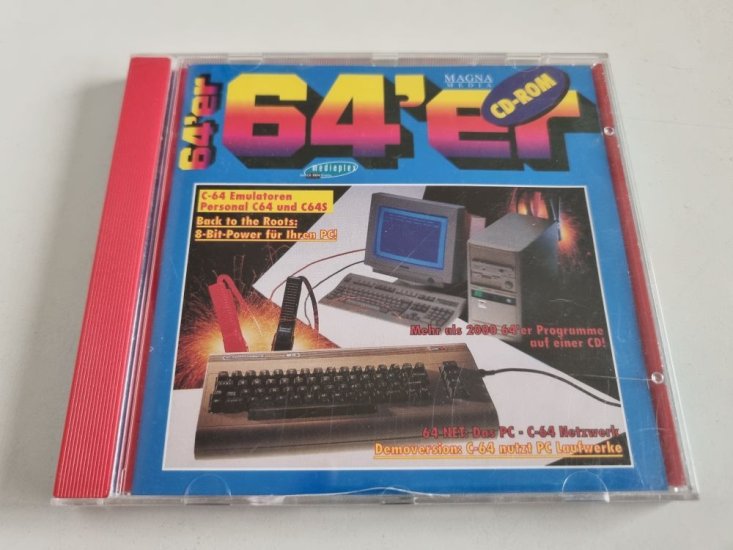 64'er
64'er
MAGNA
MEDIA
CD-ROM
mediaplex
C-64 Emulatoren
Personal C64 und C64S
Back to the Roots:
8-Bit-Power für Ihren PC!
Mehr als 2000 64'er Programme
auf einer CD!
64-NET: Das PC - C-64 Netzwerk
Demoversion: C-64 nutzt PC Laufwerke